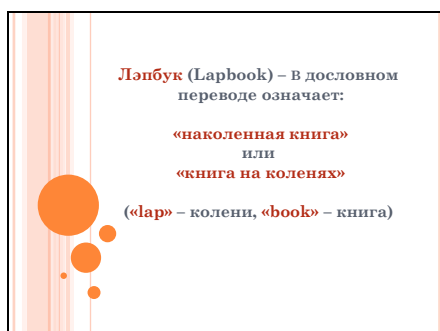 Лэпбук (Lapbook) – В дословном
переводе означает:
«наколенная книга»
или
«книга на коленях»
(«lap» – колени, «book» – книга)